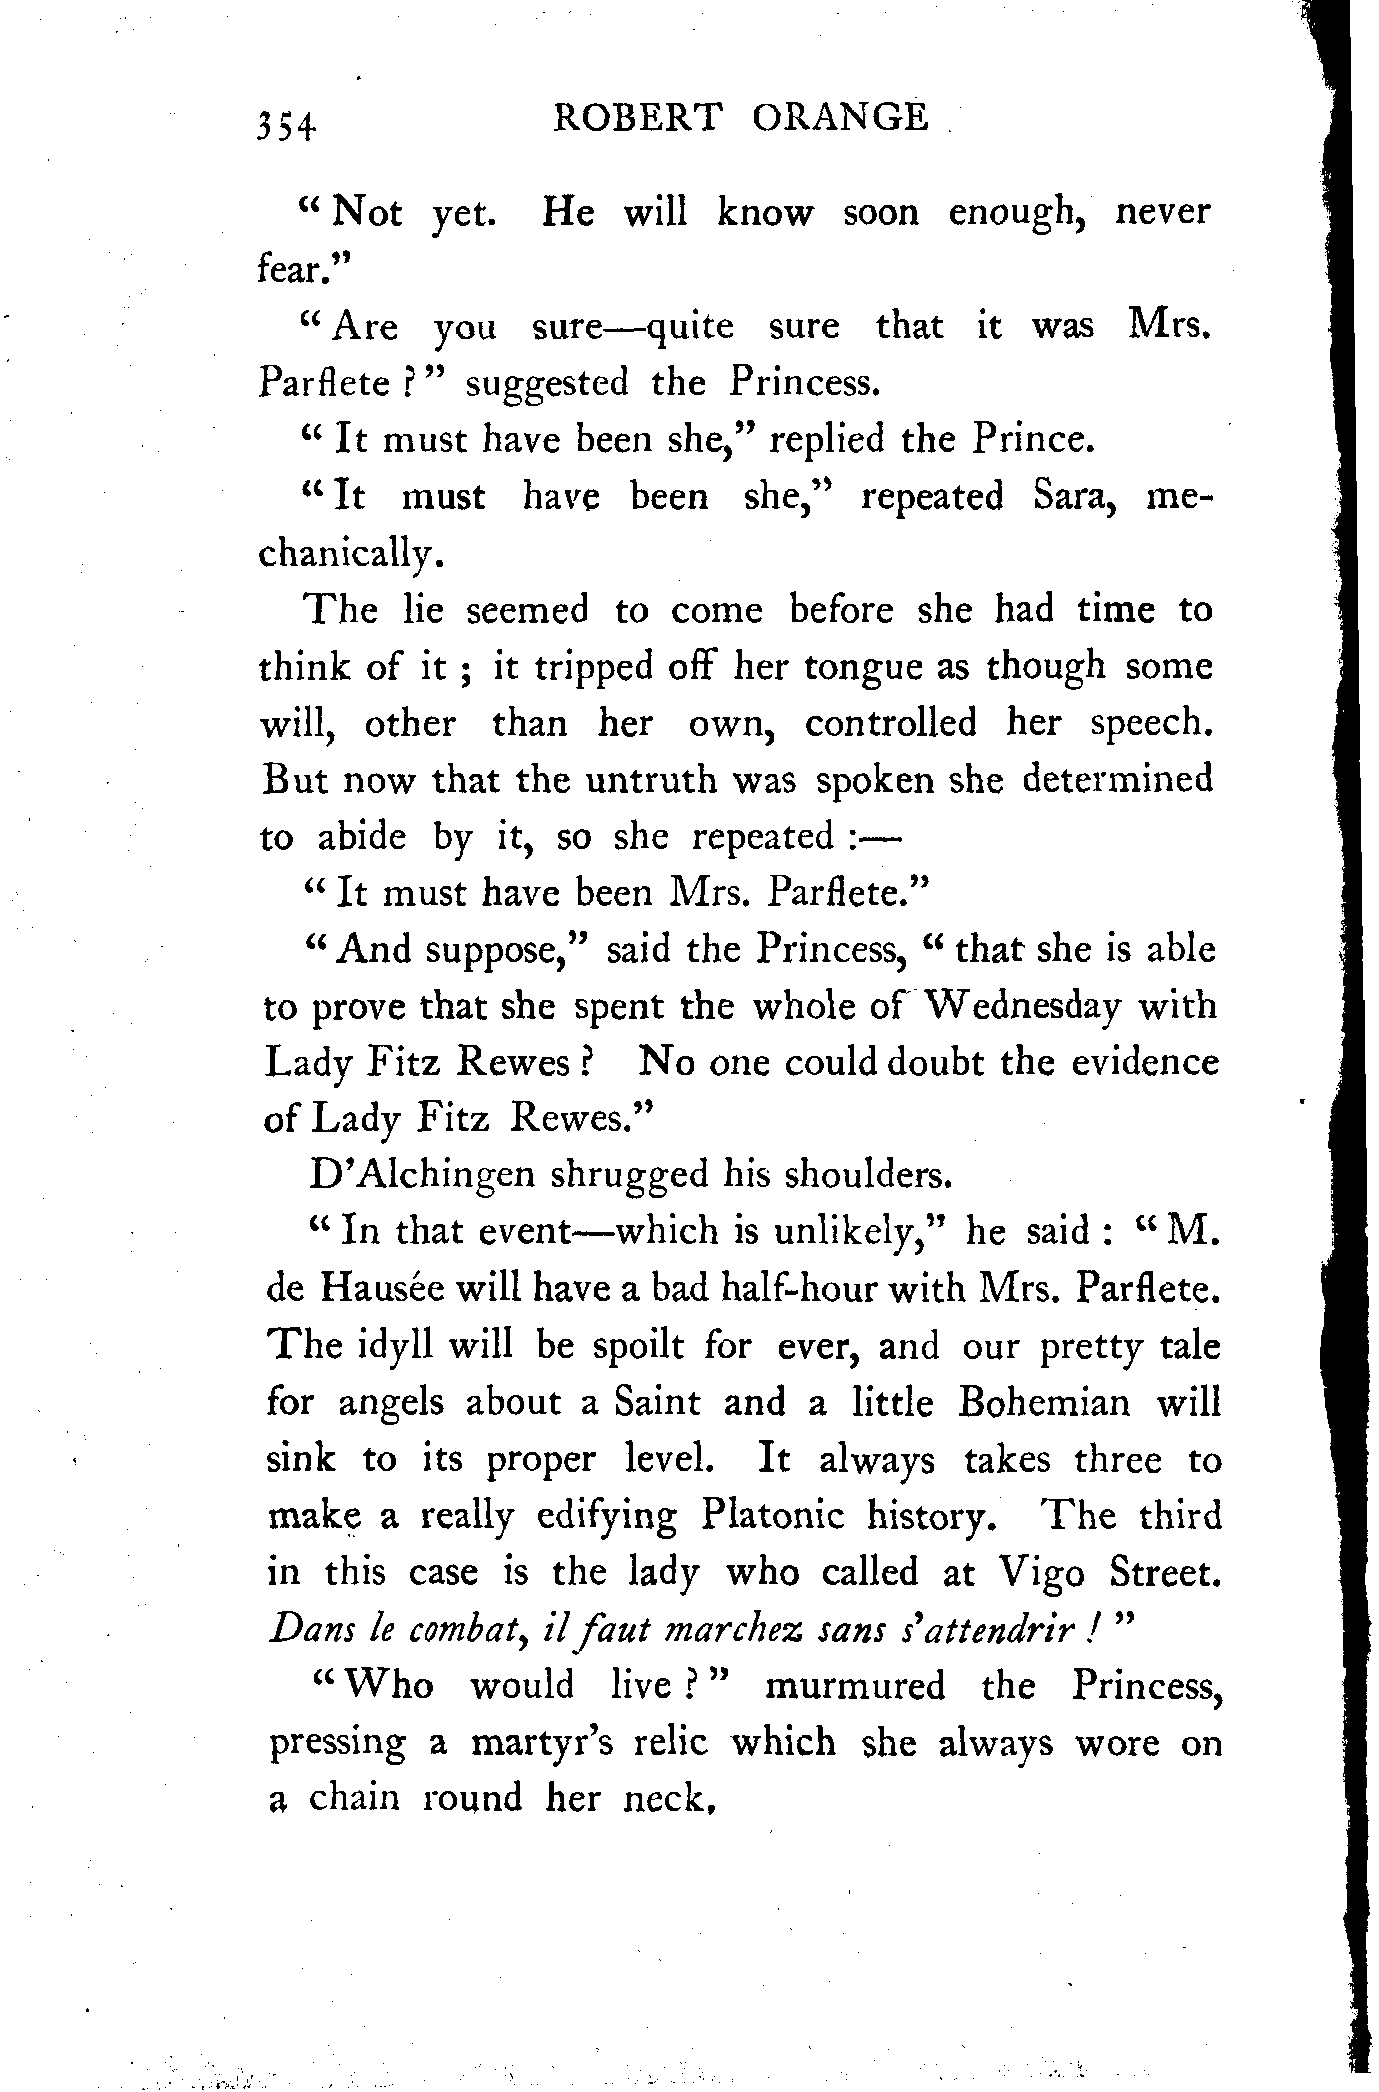 354 ROBERT ORANGE
“ Not yet. He will know soon enough, never
fear.”
“ Are you sure—quite sure that it was Mrs.
Parflete ? ” suggested the Princess.
“ It must have been she,” replied the Prince.
“ It must have been she,” repeated Sara, me-
chanically.
The lie seemed to come before she had time to
think of it ; it tripped off her tongue as though some
will, other than her own, controlled her speech.
But now that the untruth was spoken she determined
to abide by it, so she repeated :—
“ It must have been Mrs. Parflete.”
“ And suppose,” said the Princess, “ that she is able
to prove that she spent the whole of Wednesday with
Lady Fitz Rewes ? No one could doubt the evidence
of Lady Fitz Rewes.”
D’Alchingen shrugged his shoulders.
“ In that event—which is unlikely,” he said : “ M.
de Hausée will have a bad half-hour with Mrs. Parflete.
The idyll will be spoilt for ever, and our pretty tale
for angels about a Saint and a little Bohemian will
sink to its proper level. It always takes three to
make a really edifying Platonic history. The third
in this case is the lady who called at Vigo Street.
Dans le combat, il faut marchez sans s’attendrir ! ”
“ Who would live ? ” murmured the Princess,
pressing a martyr’s relic which she always wore on
a chain round her neck.